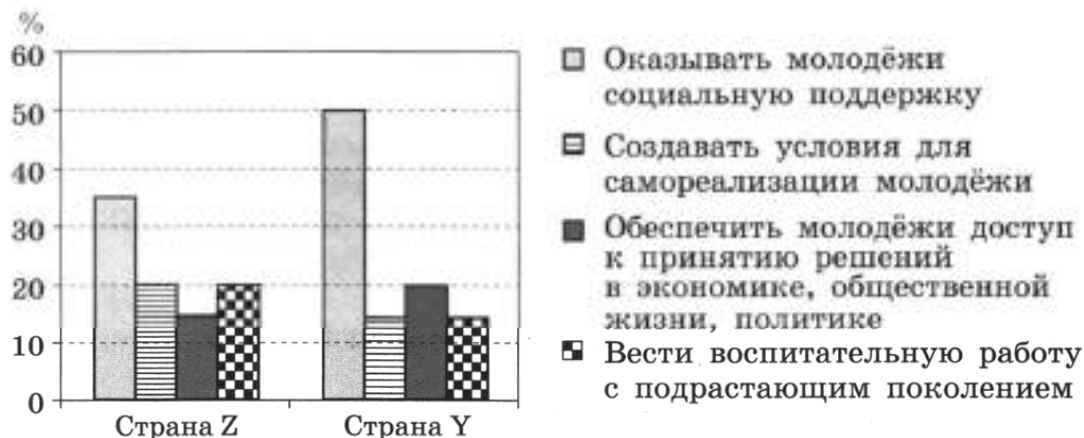 %
60
50
40
30
20
10
0
Страна Z
Страна Y
Оказывать молодёжи
социальную поддержку
Создавать условия для
самореализации молодёжи
Обеспечить молодёжи доступ
к принятию решений
в экономике, общественной
жизни, политике
Вести воспитательную работу
с подрастающим поколением